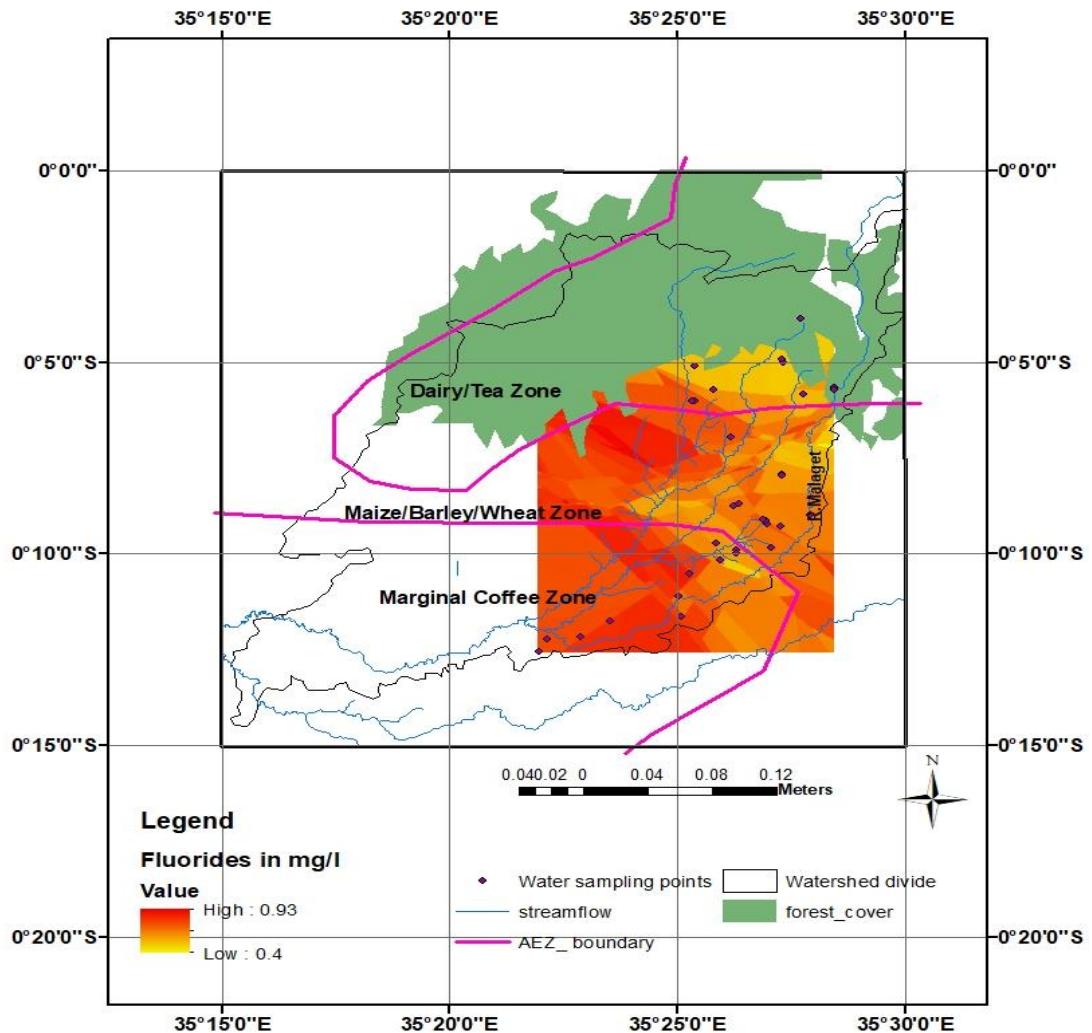 35°15'0"E 35°20'0"E 35°25'0"E 35°30'0"E
0°0'0" 0°0'0"
0°5'0"S 0°5'0"S
Dairy/Tea Zone
R.Malaget
Maize/Barley/Wheat Zone
0°10'0"S 0°10'0"S
Marginal Coffee Zone
0°15'0"S 0°15'0"S
0.040.02 0 0.04 0.08 0.12
Meters
N
Legend
Fluorides in mg/l
Value
High : 0.93
Low : 0.4
Water sampling points
streamflow
AEZ_ boundary
Watershed divide
forest_cover
0°20'0"S 0°20'0"S
35°15'0"E 35°20'0"E 35°25'0"E 35°30'0"E